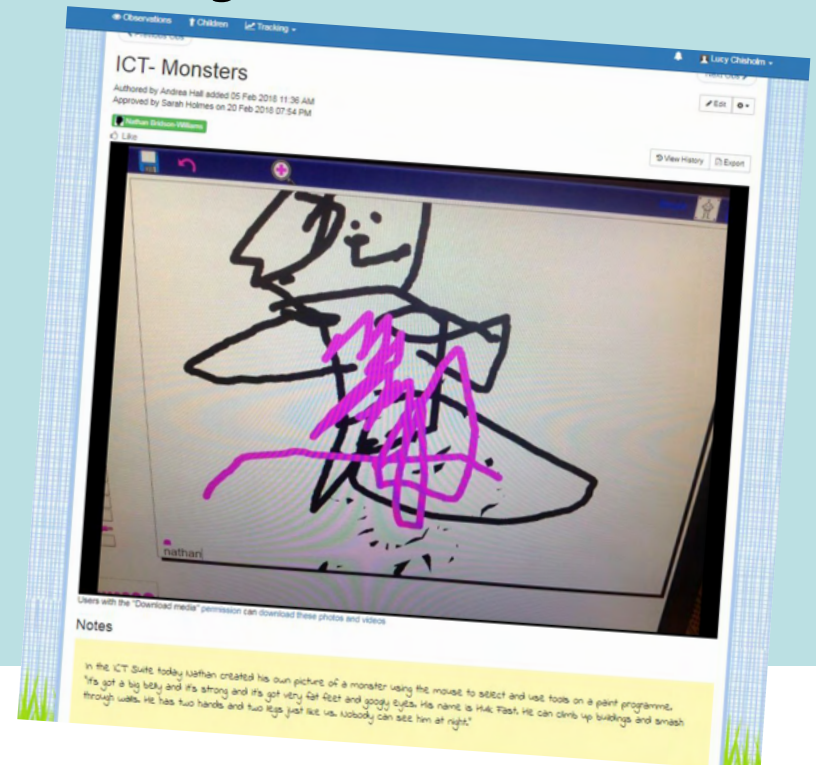 Observations Children Tracking
Lucy Chisholm
ICT- Monsters
Authored by Andrea Hall added 05 Feb 2018 11:36 AM
Approved by Sarah Holmes on 20 Feb 2018 07:54 PM
Edit
Nathan Bridson-Williams
Like
View History Export
nathan
Users with the "Download media" permission can download these photos and videos
Notes
In the ICT Suite today Nathan created his own picture of a monster using the mouse to select and use tools on a paint programme.
"It's got a big belly and it's strong and it's got very fat feet and googy eyes. His name is Hulk Fast. He can climb up buildings and smash
through walls. He has two hands and two legs just like us. Nobody can see him at night."